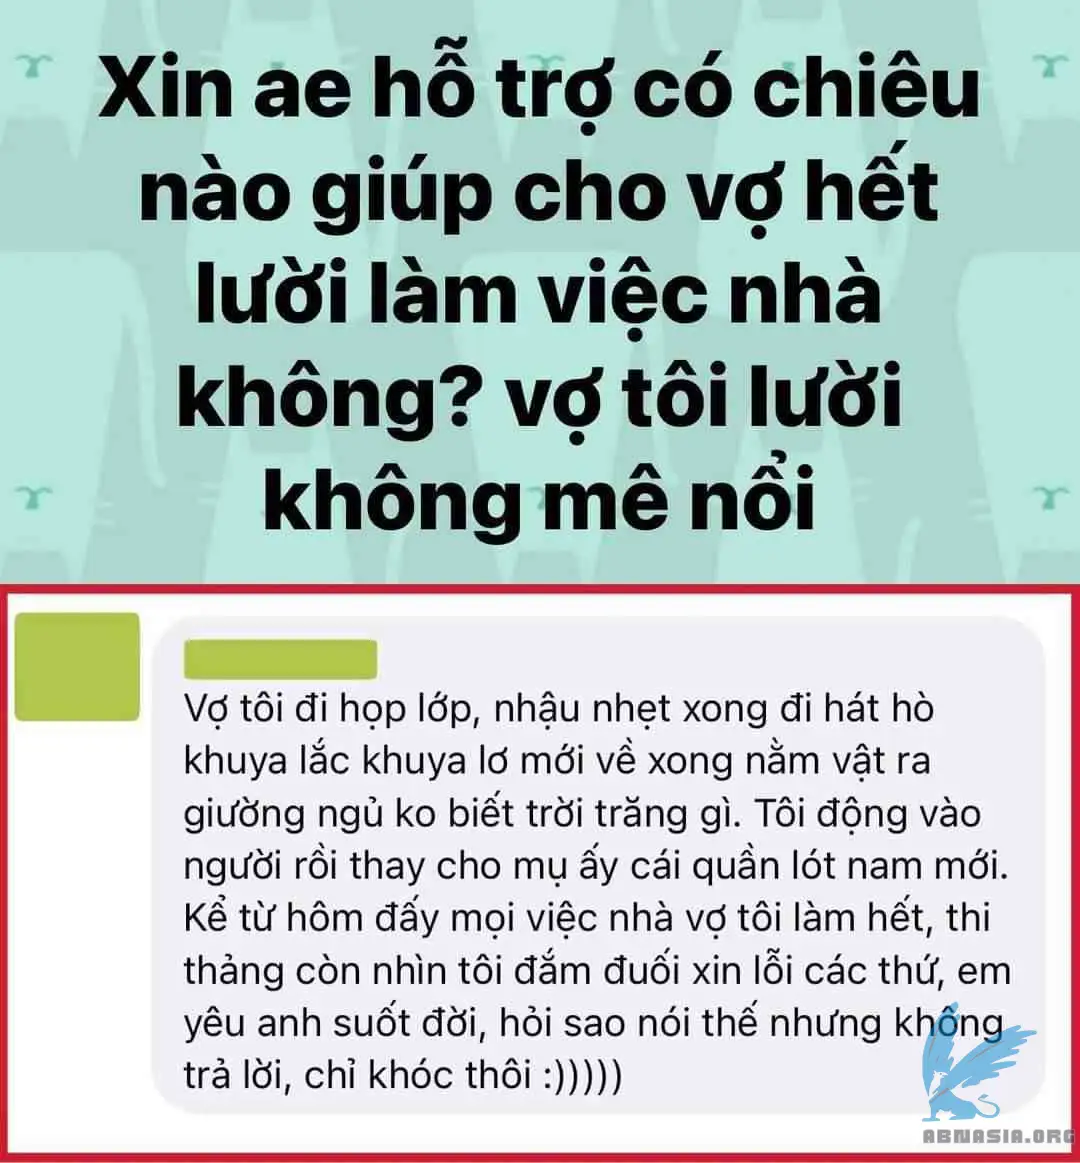 Xin ae hỗ trợ có chiêu
nào giúp cho vợ hết
lười làm việc nhà
không? vợ tôi lười
không mê nổi
Vợ tôi đi họp lớp, nhậu nhẹt xong đi hát hò
khuya lắc khuya lơ mới về xong nằm vật ra
giường ngủ ko biết trời trăng gì. Tôi động vào
người rồi thay cho mụ ấy cái quần lót nam mới.
Kể từ hôm đấy mọi việc nhà vợ tôi làm hết, thi
thảng còn nhìn tôi đắm đuối xin lỗi các thứ, em
yêu anh suốt đời, hỏi sao nói thế nhưng không
trả lời, chỉ khóc thôi :)))))
ABNASIA.ORG